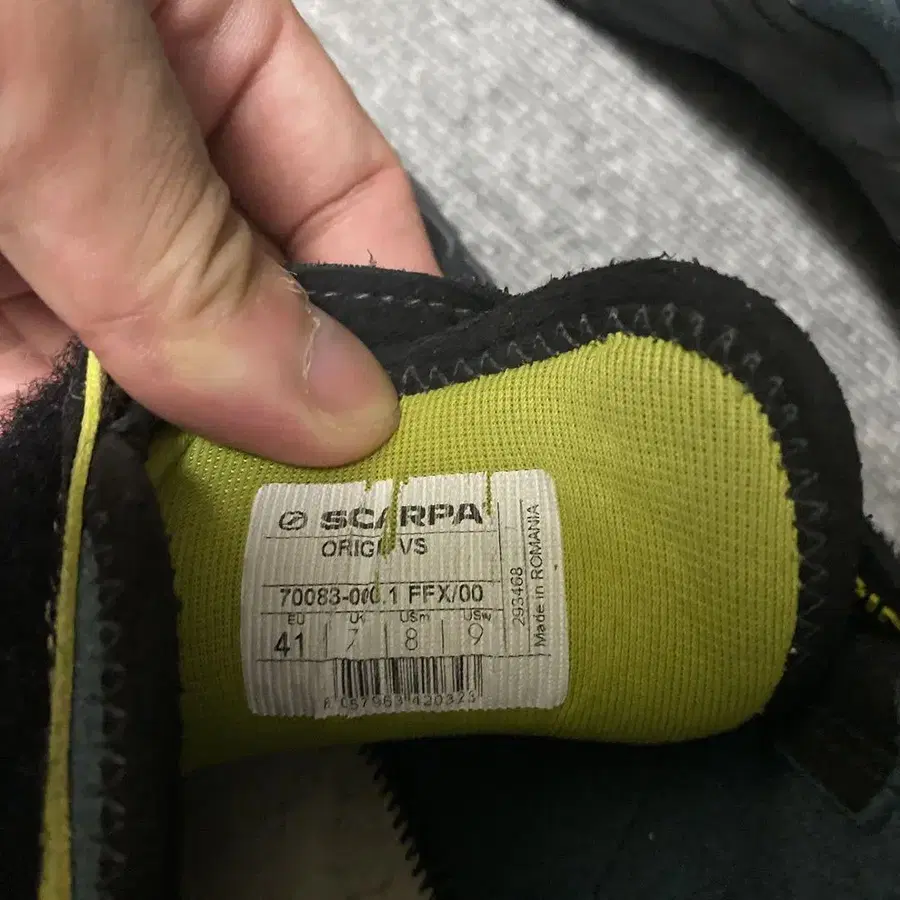 SCARPA
ORIGIN VS
70083-000.1 FFX/00
EU UK USm USw
41 7 8 9
293468
Made in ROMANIA